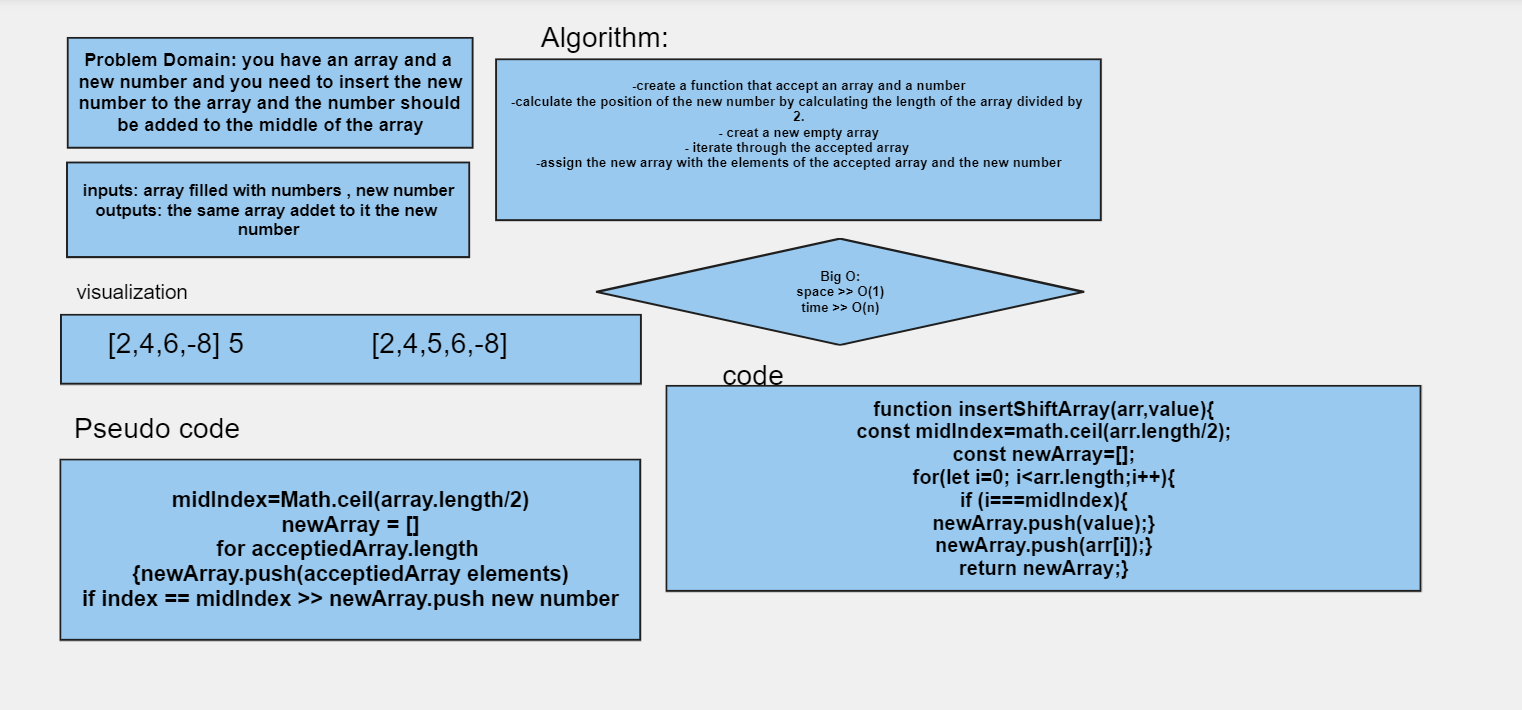 Problem Domain: you have an array and a
new number and you need to insert the new
number to the array and the number should
be added to the middle of the array
inputs: array filled with numbers , new number
outputs: the same array addet to it the new
number
visualization
[2,4,6,-8] 5 [2,4,5,6,-8]
Pseudo code
midIndex=Math.ceil(array.length/2)
newArray = []
for acceptiedArray.length
{newArray.push(acceptiedArray elements)
if index == midIndex >> newArray.push new number
Algorithm:
-create a function that accept an array and a number
-calculate the position of the new number by calculating the length of the array divided by
2.
- creat a new empty array
- iterate through the accepted array
-assign the new array with the elements of the accepted array and the new number
Big O:
space >> O(1)
time >> O(n)
code
function insertShiftArray(arr,value){
const midIndex=math.ceil(arr.length/2);
const newArray=[];
for(let i=0; i<arr.length;i++){
if (i===midIndex){
newArray.push(value);}
newArray.push(arr[i]);}
return newArray;}